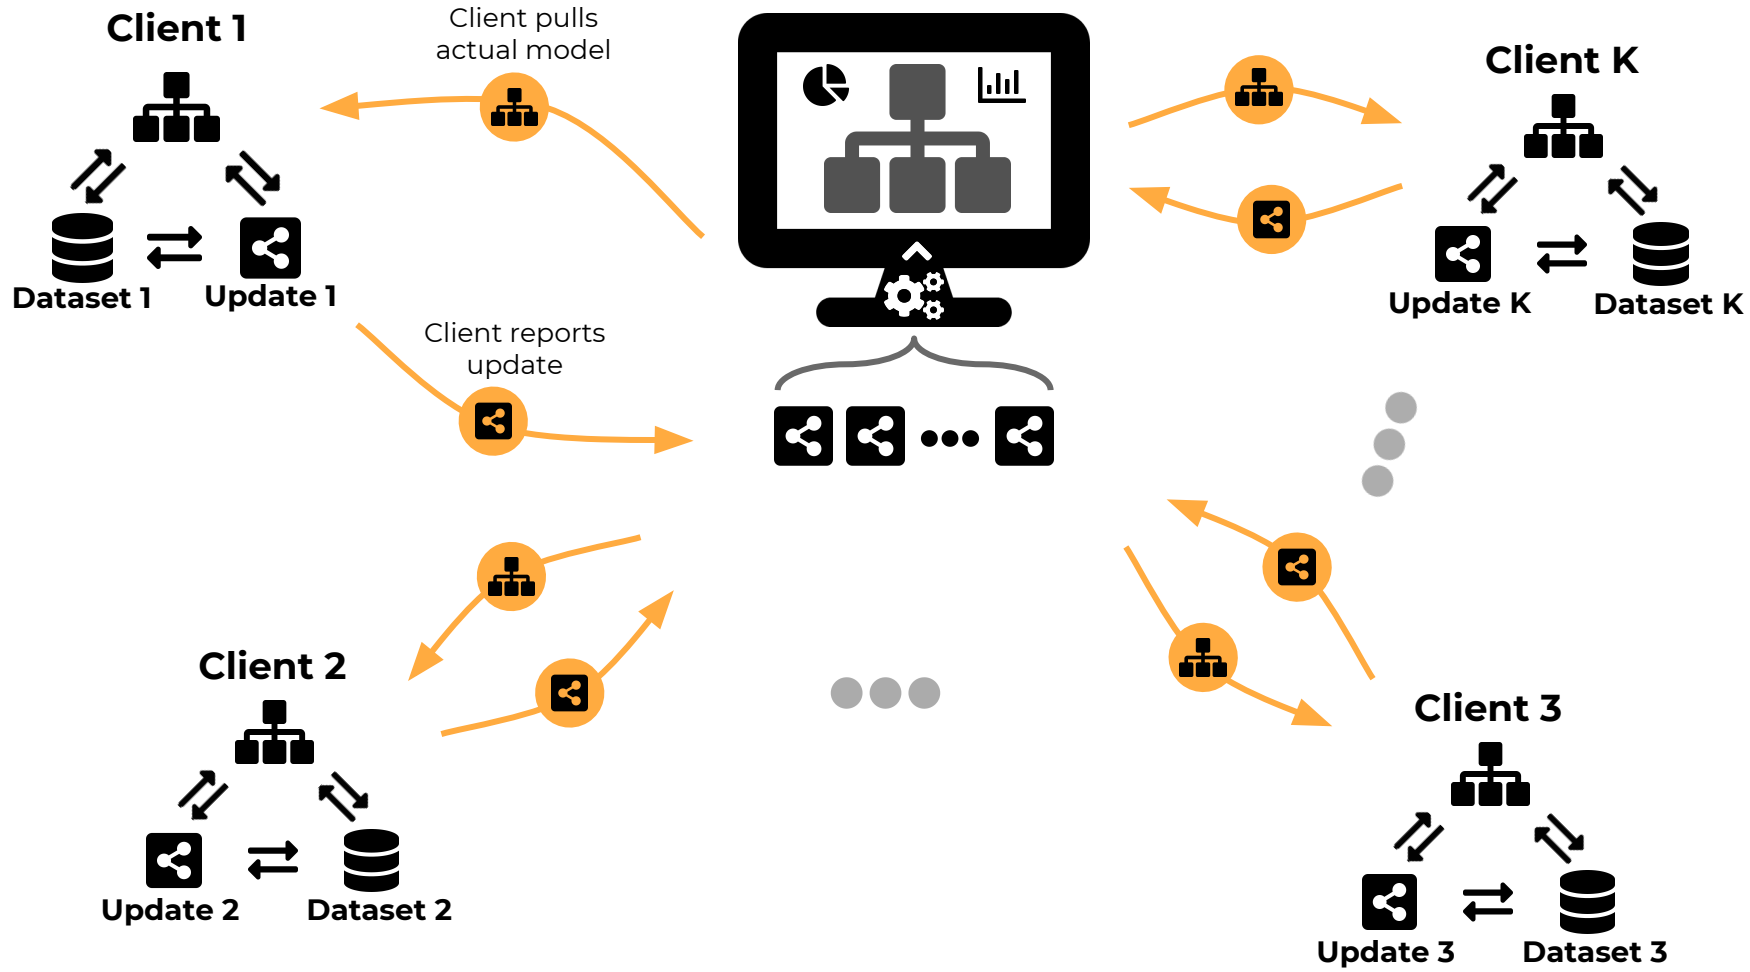 Client 1
Client pulls
actual model
Client K
Dataset 1
Update 1
Update K
Dataset K
Client reports
update
Client 2
Update 2
Dataset 2
Client 3
Update 3
Dataset 3